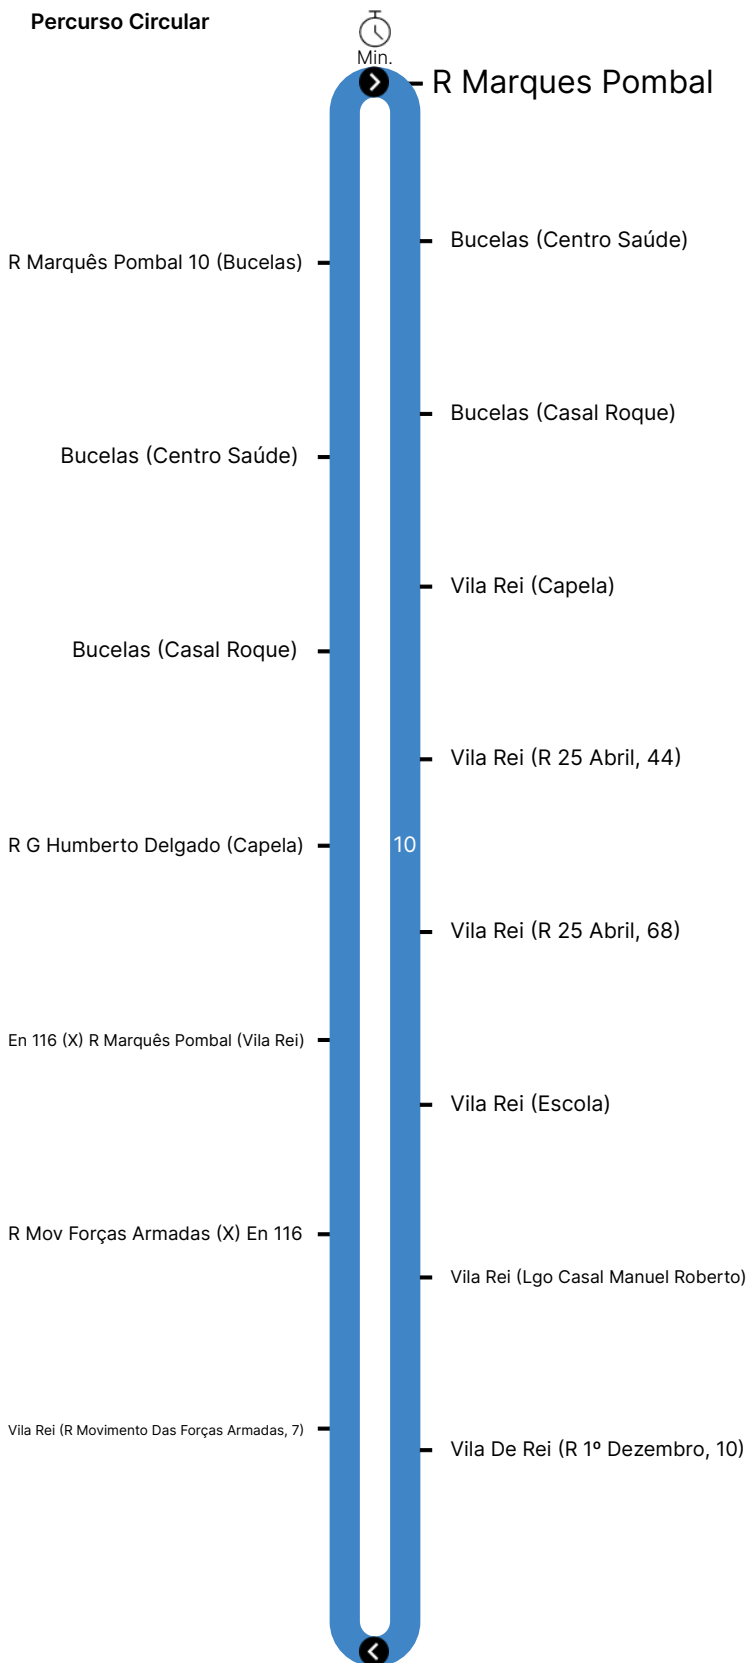 Percurso Circular
Min.
R Marques Pombal
Bucelas (Centro Saúde)
R Marquês Pombal 10 (Bucelas)
Bucelas (Casal Roque)
Bucelas (Centro Saúde)
Vila Rei (Capela)
Bucelas (Casal Roque)
Vila Rei (R 25 Abril, 44)
R G Humberto Delgado (Capela)
10
Vila Rei (R 25 Abril, 68)
En 116 (X) R Marquês Pombal (Vila Rei)
Vila Rei (Escola)
R Mov Forças Armadas (X) En 116
Vila Rei (Lgo Casal Manuel Roberto)
Vila Rei (R Movimento Das Forças Armadas, 7)
Vila De Rei (R 1º Dezembro, 10)